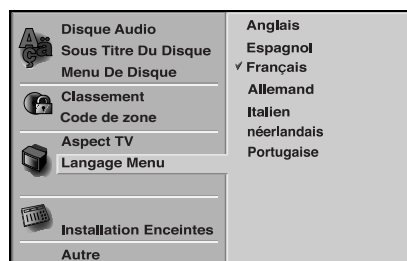 Disque Audio
Sous Titre Du Disque
Menu De Disque
Classement
Code de zone
Aspect TV
Langage Menu
Installation Enceintes
Autre
Anglais
Espagnol
✓ Français
Allemand
Italien
néerlandais
Portugaise